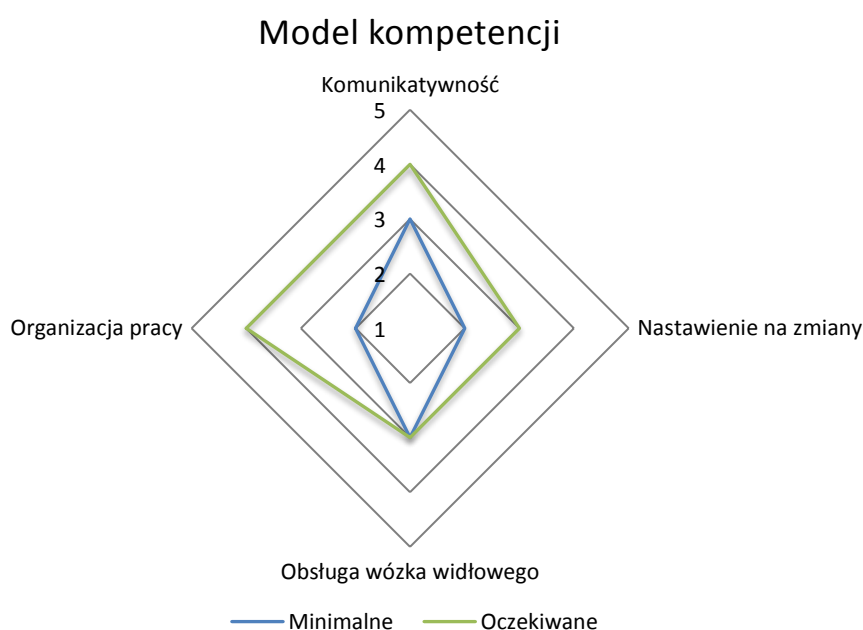 Model kompetencji
Komunikatywność
5
4
3
2
Organizacja pracy
1
Nastawienie na zmiany
Obsługa wózka widłowego
Minimalne
Oczekiwane